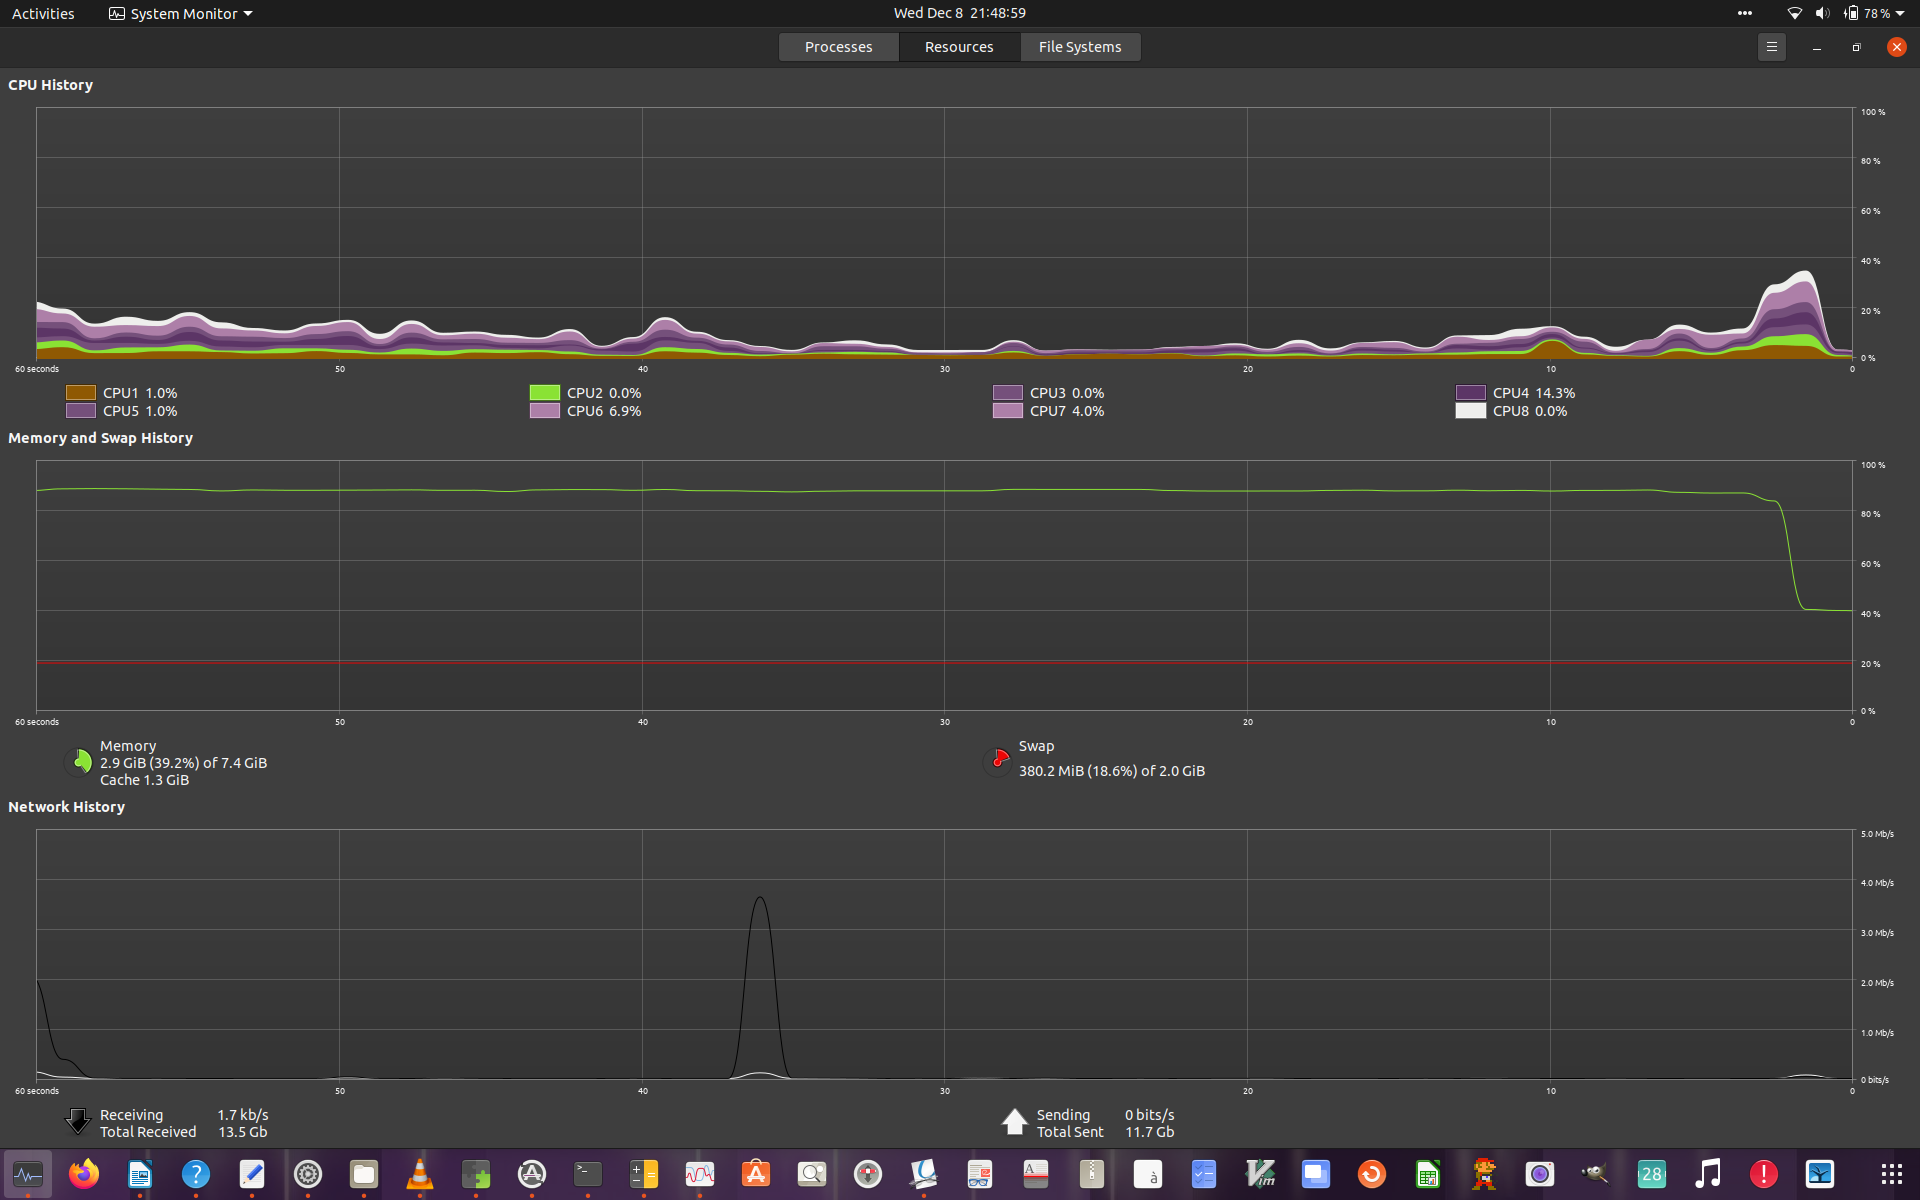 Activities
System Monitor
Wed Dec 8 21:48:59
78 %
Processes
Resources
File Systems
CPU History
100 %
80 %
60 %
40 %
20 %
0 %
60 seconds
50
40
30
20
10
0
CPU1 1.0%
CPU2 0.0%
CPU3 0.0%
CPU4 14.3%
CPU5 1.0%
CPU6 6.9%
CPU7 4.0%
CPU8 0.0%
Memory and Swap History
100 %
80 %
60 %
40 %
20 %
0 %
60 seconds
50
40
30
20
10
0
Memory
2.9 GiB (39.2%) of 7.4 GiB
Cache 1.3 GiB
Swap
380.2 MiB (18.6%) of 2.0 GiB
Network History
5.0 Mb/s
4.0 Mb/s
3.0 Mb/s
2.0 Mb/s
1.0 Mb/s
0 bits/s
60 seconds
50
40
30
20
10
0
Receiving 1.7 kb/s
Total Received 13.5 Gb
Sending 0 bits/s
Total Sent 11.7 Gb
28